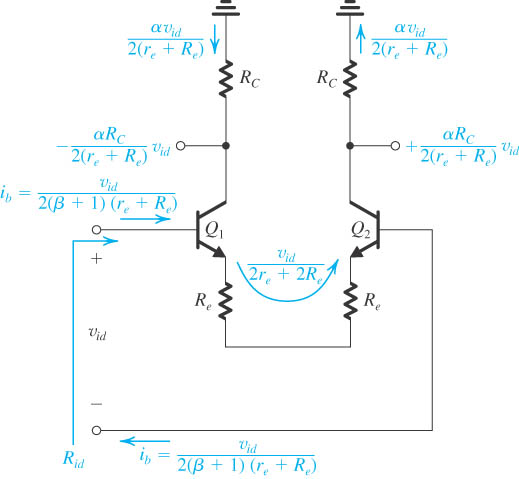 αv_id / 2(r_e + R_e)    αv_id / 2(r_e + R_e)
R_C    R_C
− αR_C / 2(r_e + R_e) v_id    + αR_C / 2(r_e + R_e) v_id
i_b = v_id / 2(β + 1) (r_e + R_e)
Q_1    Q_2
+
v_id / 2r_e + 2R_e
R_e    R_e
v_id
−
R_id
i_b = v_id / 2(β + 1) (r_e + R_e)